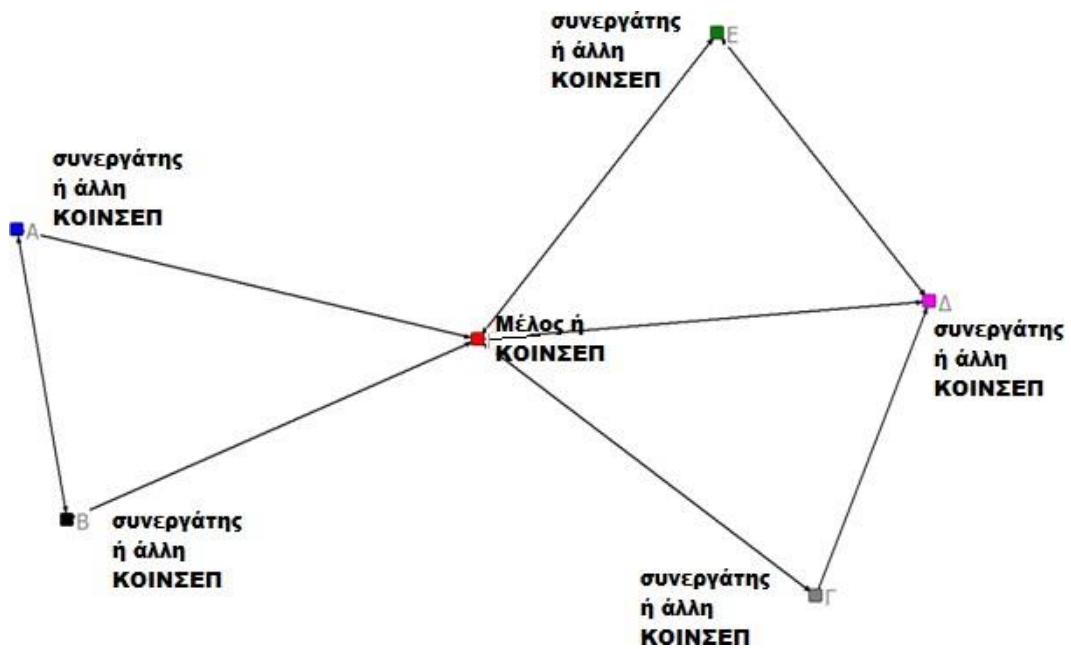 συνεργάτης
ή άλλη
ΚΟΙΝΣΕΠ
Ε
συνεργάτης
ή άλλη
ΚΟΙΝΣΕΠ
Α
Μέλος ή
ΚΟΙΝΣΕΠ
Δ
συνεργάτης
ή άλλη
ΚΟΙΝΣΕΠ
Β
συνεργάτης
ή άλλη
ΚΟΙΝΣΕΠ
συνεργάτης
ή άλλη
ΚΟΙΝΣΕΠ
Γ